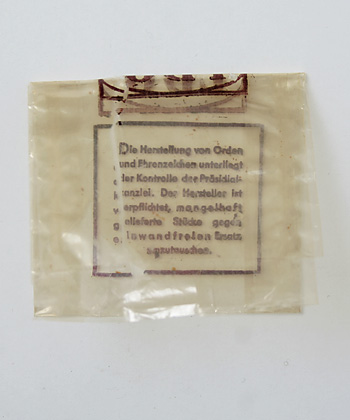 Die Herstellung von Orden
und Ehrenzeichen unterliegt
der Kontrolle der Präsidial-
kanzlei. Der Hersteller ist
verpflichtet, mangelhaft
gelieferte Stücke gegen
einwandfreien Ersatz
umzutauschen.